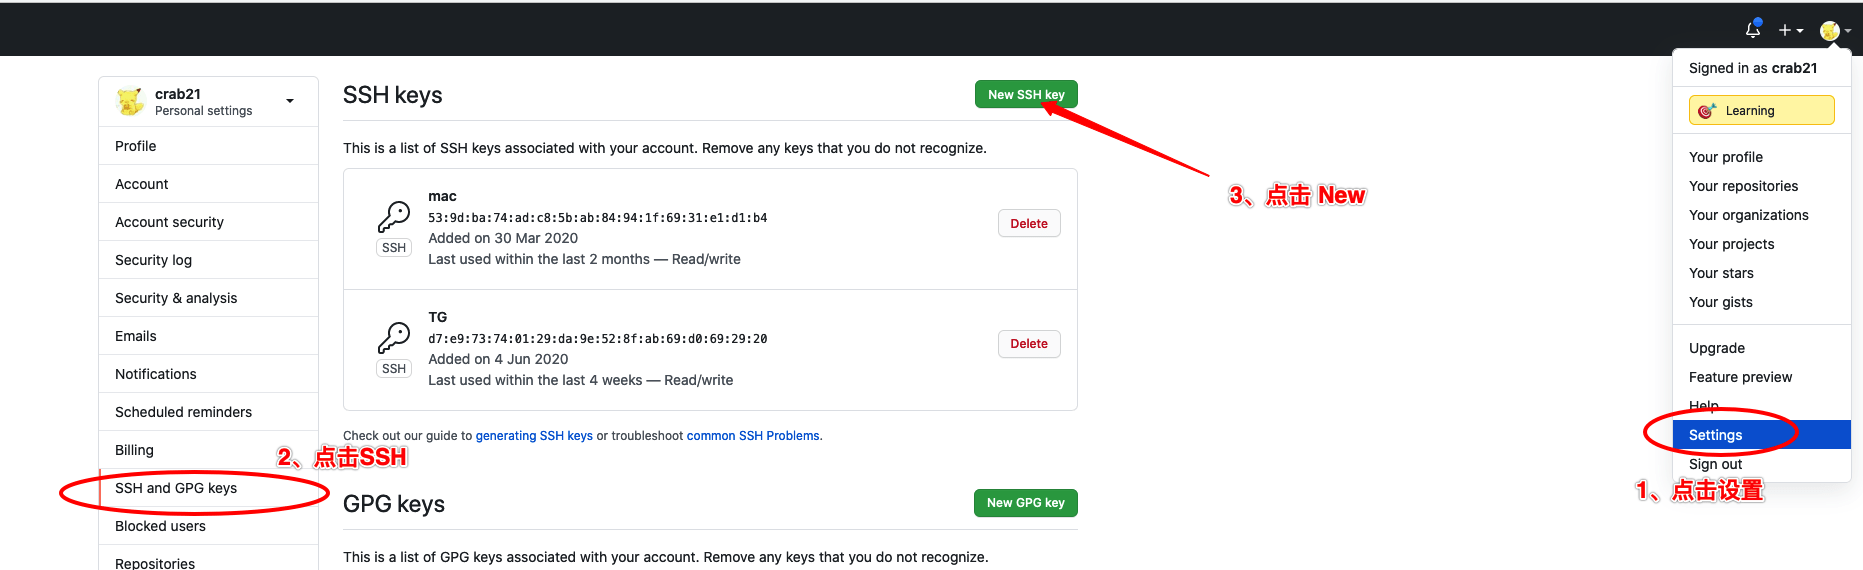 Signed in as crab21
Learning
Your profile
Your repositories
Your organizations
Your projects
Your stars
Your gists
Upgrade
Feature preview
Help
Settings
Sign out
1、点击设置
crab21
Personal settings
Profile
Account
Account security
Security log
Security & analysis
Emails
Notifications
Scheduled reminders
Billing
2、点击SSH
SSH and GPG keys
Blocked users
Repositories
SSH keys
New SSH key
3、点击 New
This is a list of SSH keys associated with your account. Remove any keys that you do not recognize.
mac
53:9d:ba:74:ad:c8:5b:ab:84:94:1f:69:31:e1:d1:b4
Added on 30 Mar 2020
Last used within the last 2 months — Read/write
SSH
Delete
TG
d7:e9:73:74:01:29:da:9e:52:8f:ab:69:d0:69:29:20
Added on 4 Jun 2020
Last used within the last 4 weeks — Read/write
SSH
Delete
Check out our guide to generating SSH keys or troubleshoot common SSH Problems.
GPG keys
New GPG key
This is a list of GPG keys associated with your account. Remove any keys that you do not recognize.